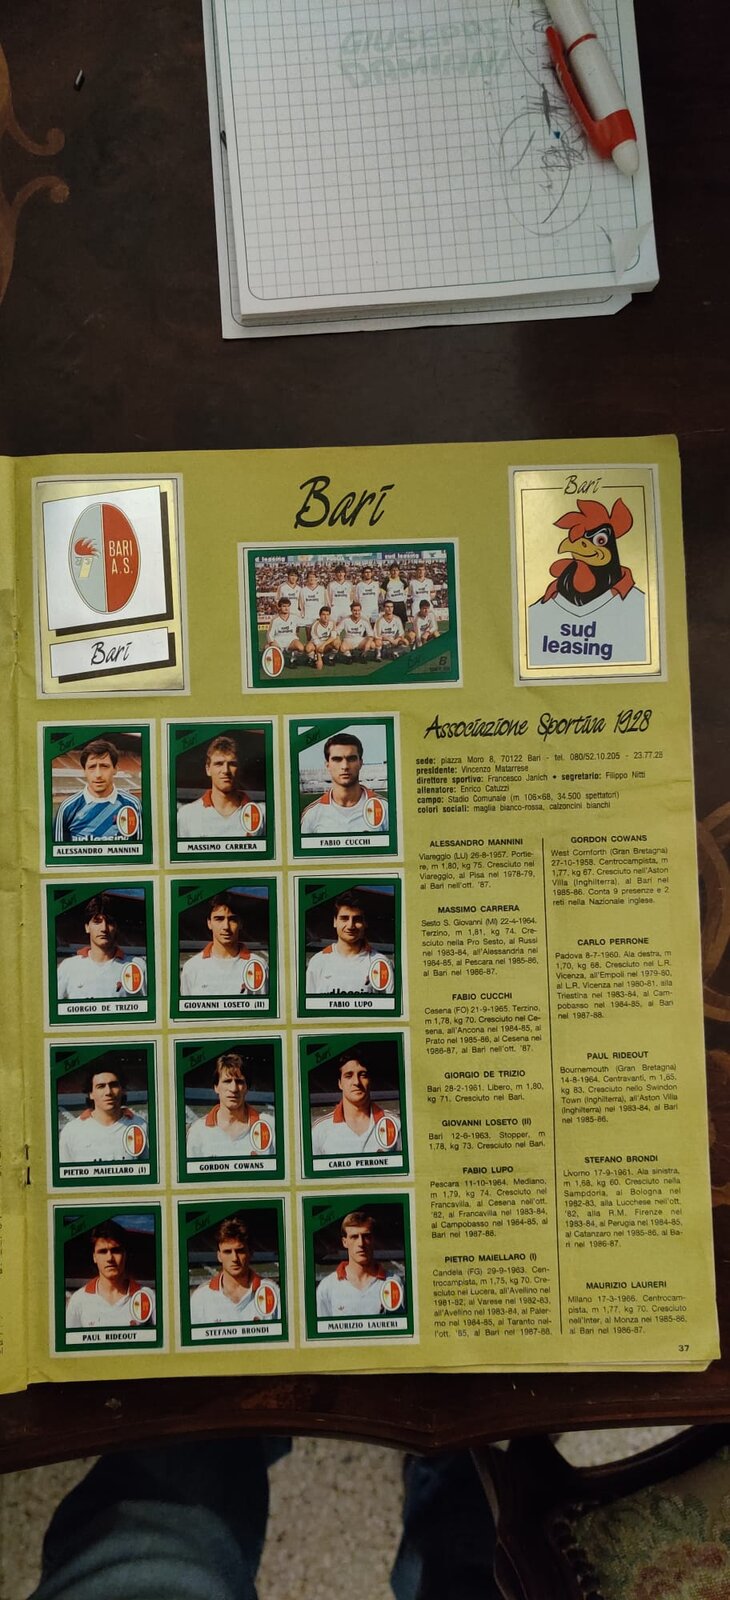 GIUSEPPE
Bari
BARI
A.S.
Bari
sud leasing
Bari
sud
leasing
Bari
ALESSANDRO MANNINI
Bari
MASSIMO CARRERA
Bari
FABIO CUCCHI
Bari
GIORGIO DE TRIZIO
Bari
GIOVANNI LOSETO (II)
Bari
FABIO LUPO
Bari
PIETRO MAIELLARO (I)
Bari
GORDON COWANS
Bari
CARLO PERRONE
Bari
PAUL RIDEOUT
Bari
STEFANO BRONDI
Bari
MAURIZIO LAURERI
Associazione Sportiva 1928
sede: piazza Moro 8, 70122 Bari - tel. 080/52.10.205 - 23.77.28
presidente: Vincenzo Matarrese
direttore sportivo: Francesco Janich • segretario: Filippo Nitti
allenatore: Enrico Catuzzi
campo: Stadio Comunale (m 106x68, 34.500 spettatori)
colori sociali: maglia bianco-rossa, calzoncini bianchi
ALESSANDRO MANNINI
Viareggio (LU) 26-8-1957. Portie-
re, m 1,80, kg 75. Cresciuto nel
Viareggio, al Pisa nel 1978-79,
al Bari nell'ott. '87.
MASSIMO CARRERA
Sesto S. Giovanni (MI) 22-4-1964.
Terzino, m 1,81, kg 74. Cre-
sciuto nella Pro Sesto, al Russi
nel 1983-84, all'Alessandria nel
1984-85, al Pescara nel 1985-86,
al Bari nel 1986-87.
FABIO CUCCHI
Cesena (FO) 21-9-1965. Terzino,
m 1,78, kg 70. Cresciuto nel Ce-
sena, all'Ancona nel 1984-85, al
Prato nel 1985-86, al Cesena nel
1986-87, al Bari nell'ott. '87.
GIORGIO DE TRIZIO
Bari 28-2-1961. Libero, m 1,80,
kg 71. Cresciuto nel Bari.
GIOVANNI LOSETO (II)
Bari 12-6-1963. Stopper, m
1,78, kg 73. Cresciuto nel Bari.
FABIO LUPO
Pescara 11-10-1964. Mediano,
m 1,79, kg 74. Cresciuto nel
Francavilla, al Cesena nell'ott.
'82, al Francavilla nel 1983-84,
al Campobasso nel 1984-85, al
Bari nel 1987-88.
PIETRO MAIELLARO (I)
Candela (FG) 29-9-1963. Cen-
trocampista, m 1,75, kg 70. Cre-
sciuto nel Lucera, all'Avellino nel
1981-82, al Varese nel 1982-83,
all'Avellino nel 1983-84, al Paler-
mo nel 1984-85, al Taranto nel-
l'ott. '85, al Bari nel 1987-88.
GORDON COWANS
West Cornforth (Gran Bretagna)
27-10-1958. Centrocampista, m
1,77, kg 67. Cresciuto nell'Aston
Villa (Inghilterra), al Bari nel
1985-86. Conta 9 presenze e 2
reti nella Nazionale inglese.
CARLO PERRONE
Padova 8-7-1960. Ala destra, m
1,70, kg 68. Cresciuto nel L.R.
Vicenza, all'Empoli nel 1979-80,
al L.R. Vicenza nel 1980-81, alla
Triestina nel 1983-84, al Cam-
pobasso nel 1984-85, al Bari
nel 1987-88.
PAUL RIDEOUT
Bournemouth (Gran Bretagna)
14-8-1964. Centravanti, m 1,85,
kg 83. Cresciuto nello Swindon
Town (Inghilterra), all'Aston Villa
(Inghilterra) nel 1983-84, al Bari
nel 1985-86.
STEFANO BRONDI
Livorno 17-9-1961. Ala sinistra,
m 1,68, kg 60. Cresciuto nella
Sampdoria, al Bologna nel
1982-83, alla Lucchese nell'ott.
'82, alla R.M. Firenze nel
1983-84, al Perugia nel 1984-85,
al Catanzaro nel 1985-86, al Ba-
ri nel 1986-87.
MAURIZIO LAURERI
Milano 17-3-1966. Centrocam-
pista, m 1,77, kg 70. Cresciuto
nell'Inter, al Monza nel 1985-86,
al Bari nel 1986-87.
37